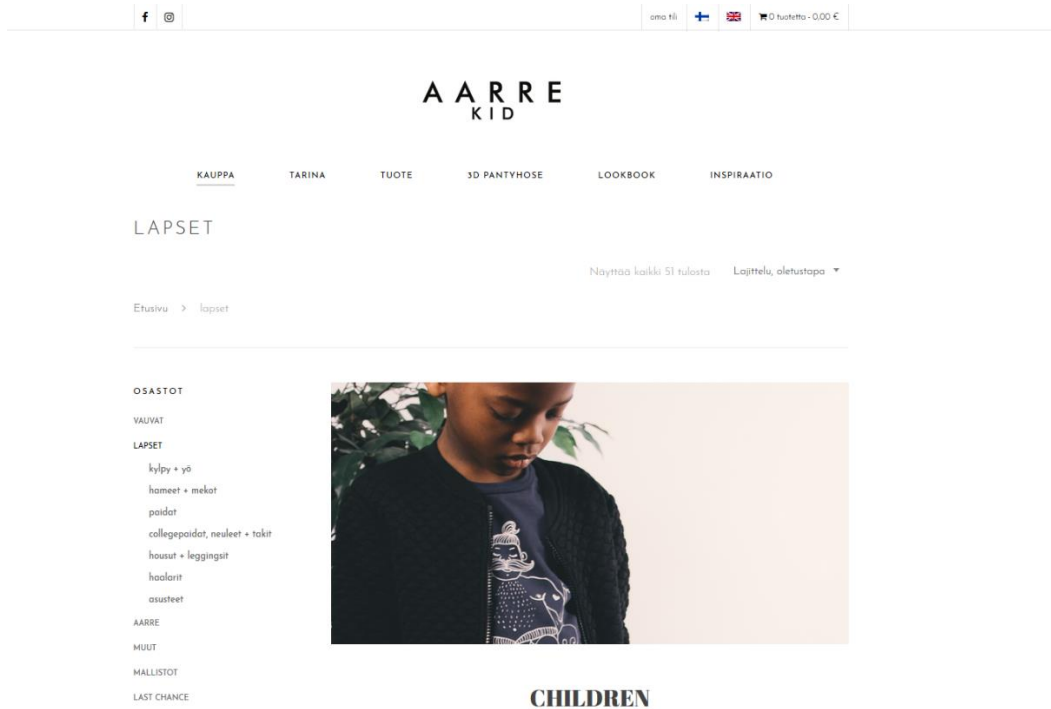 oma tili
0 tuotetta - 0,00 €
AARRE
KID
KAUPPA TARINA TUOTE 3D PANTYHOSE LOOKBOOK INSPIRAATIO
LAPSET
Näyttää kaikki 51 tulosta Lajittelu, oletustapa
Etusivu > lapset
OSASTOT
VAUVAT
LAPSET
kylpy + yö
hameet + mekot
paidat
collegepaidat, neuleet + takit
housut + leggingsit
haalarit
asusteet
AARRE
MUUT
MALLISTOT
LAST CHANCE
CHILDREN